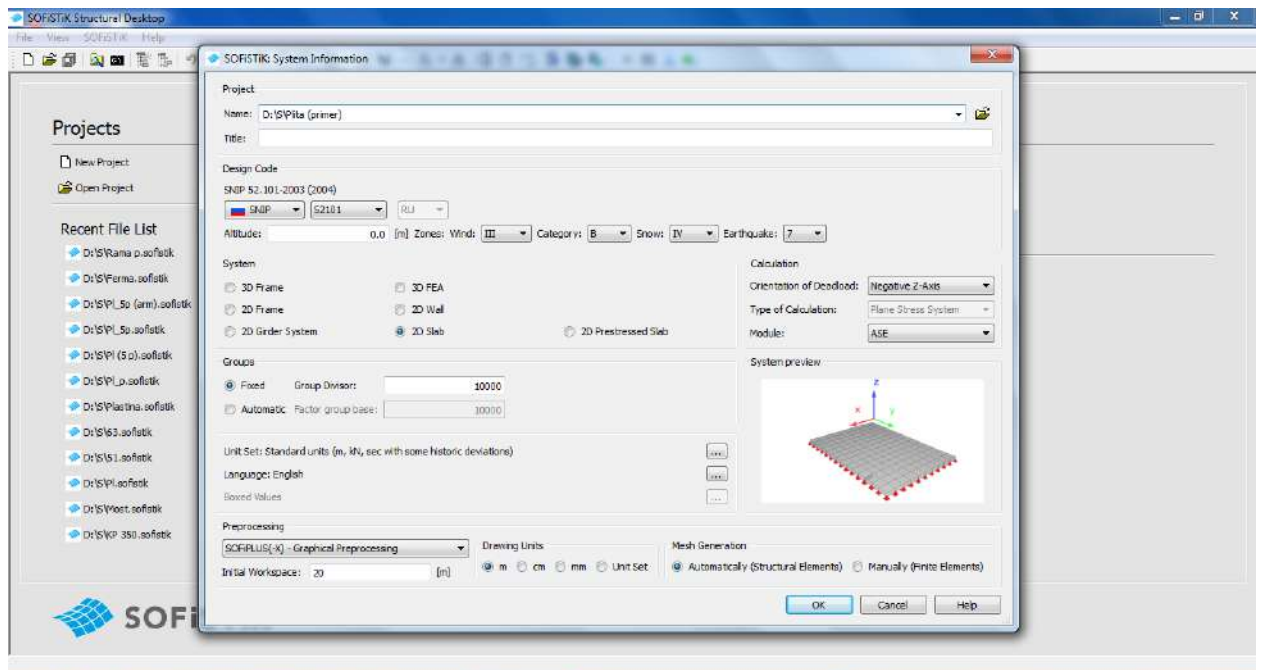 SOFiSTiK Structural Desktop
File View SOFiSTiK Help
SOFiSTiK: System Information
Project
Name: D:\S\Plita (primer)
Title:
Projects
New Project
Open Project
Recent File List
D:\S\Rama p.sofistik
D:\S\Ferma.sofistik
D:\S\Pl_5p (arm).sofistik
D:\S\Pl_5p.sofistik
D:\S\Pl (5 p).sofistik
D:\S\Pl_p.sofistik
D:\S\Plastina.sofistik
D:\S\63.sofistik
D:\S\51.sofistik
D:\S\Pl.sofistik
D:\S\Most.sofistik
D:\S\KP 350.sofistik
Design Code
SNIP 52.101-2003 (2004)
SNIP 52101 RU
Altitude: 0.0 [m] Zones: Wind: III Category: B Snow: IV Earthquake: 7
System
3D Frame 3D FEA
2D Frame 2D Wall
2D Girder System 2D Slab 2D Prestressed Slab
Calculation
Orientation of Deadload: Negative Z-Axis
Type of Calculation: Plane Stress System
Module: ASE
Groups
Fixed Group Divisor: 10000
Automatic Factor group base: 10000
System preview
z
x y
Unit Set: Standard units (m, kN, sec with some historic deviations) ...
Language: English ...
Boxed Values ...
Preprocessing
SOFiPLUS(-X) - Graphical Preprocessing
Initial Workspace: 20 [m]
Drawing Units
m cm mm Unit Set
Mesh Generation
Automatically (Structural Elements) Manually (Finite Elements)
OK Cancel Help
SOFi